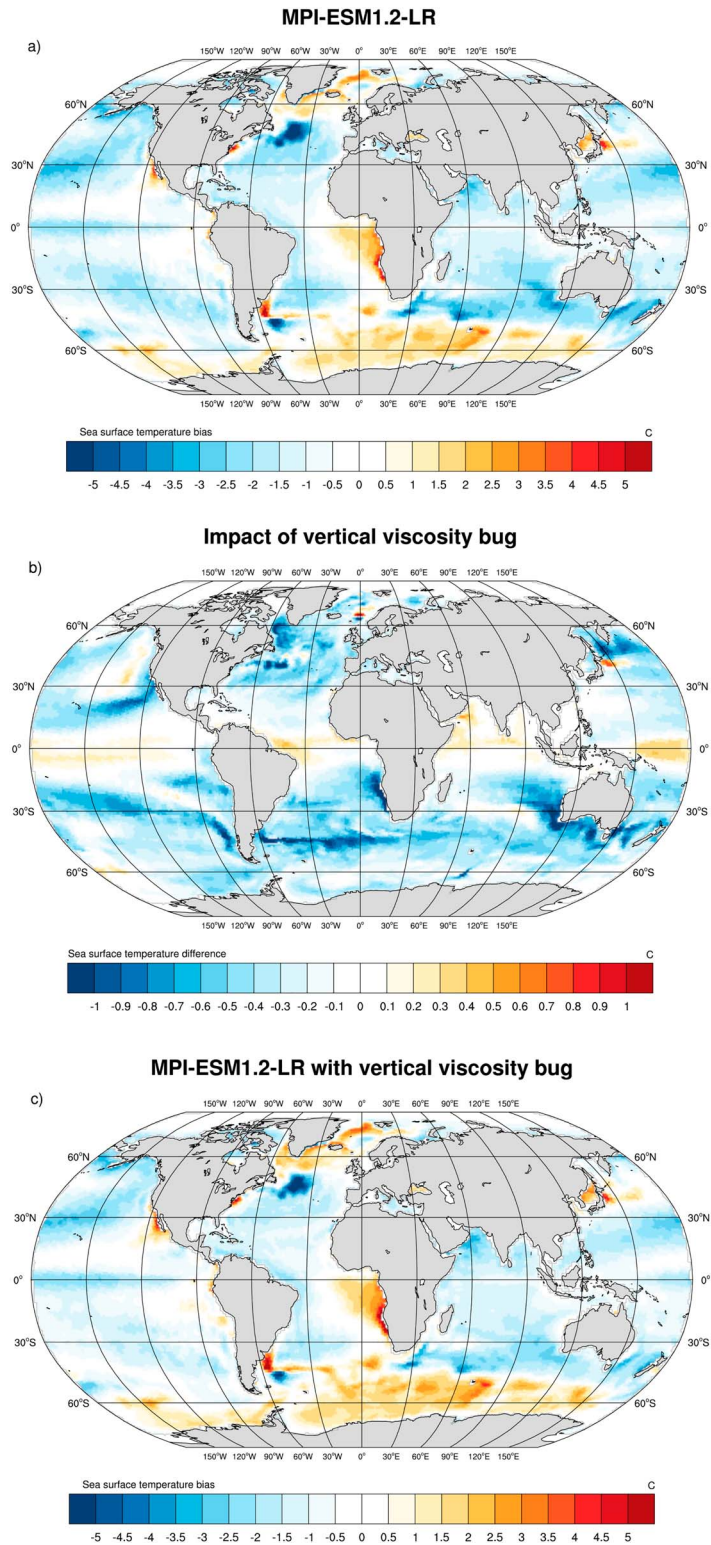 MPI-ESM1.2-LR
a)
150°W 120°W 90°W 60°W 30°W 0° 30°E 60°E 90°E 120°E 150°E
60°N 60°N
30°N 30°N
0° 0°
30°S 30°S
60°S 60°S
150°W 120°W 90°W 60°W 30°W 0° 30°E 60°E 90°E 120°E 150°E
Sea surface temperature bias C
-5 -4.5 -4 -3.5 -3 -2.5 -2 -1.5 -1 -0.5 0 0.5 1 1.5 2 2.5 3 3.5 4 4.5 5
Impact of vertical viscosity bug
b)
150°W 120°W 90°W 60°W 30°W 0° 30°E 60°E 90°E 120°E 150°E
60°N 60°N
30°N 30°N
0° 0°
30°S 30°S
60°S 60°S
150°W 120°W 90°W 60°W 30°W 0° 30°E 60°E 90°E 120°E 150°E
Sea surface temperature difference C
-1 -0.9 -0.8 -0.7 -0.6 -0.5 -0.4 -0.3 -0.2 -0.1 0 0.1 0.2 0.3 0.4 0.5 0.6 0.7 0.8 0.9 1
MPI-ESM1.2-LR with vertical viscosity bug
c)
150°W 120°W 90°W 60°W 30°W 0° 30°E 60°E 90°E 120°E 150°E
60°N 60°N
30°N 30°N
0° 0°
30°S 30°S
60°S 60°S
150°W 120°W 90°W 60°W 30°W 0° 30°E 60°E 90°E 120°E 150°E
Sea surface temperature bias C
-5 -4.5 -4 -3.5 -3 -2.5 -2 -1.5 -1 -0.5 0 0.5 1 1.5 2 2.5 3 3.5 4 4.5 5